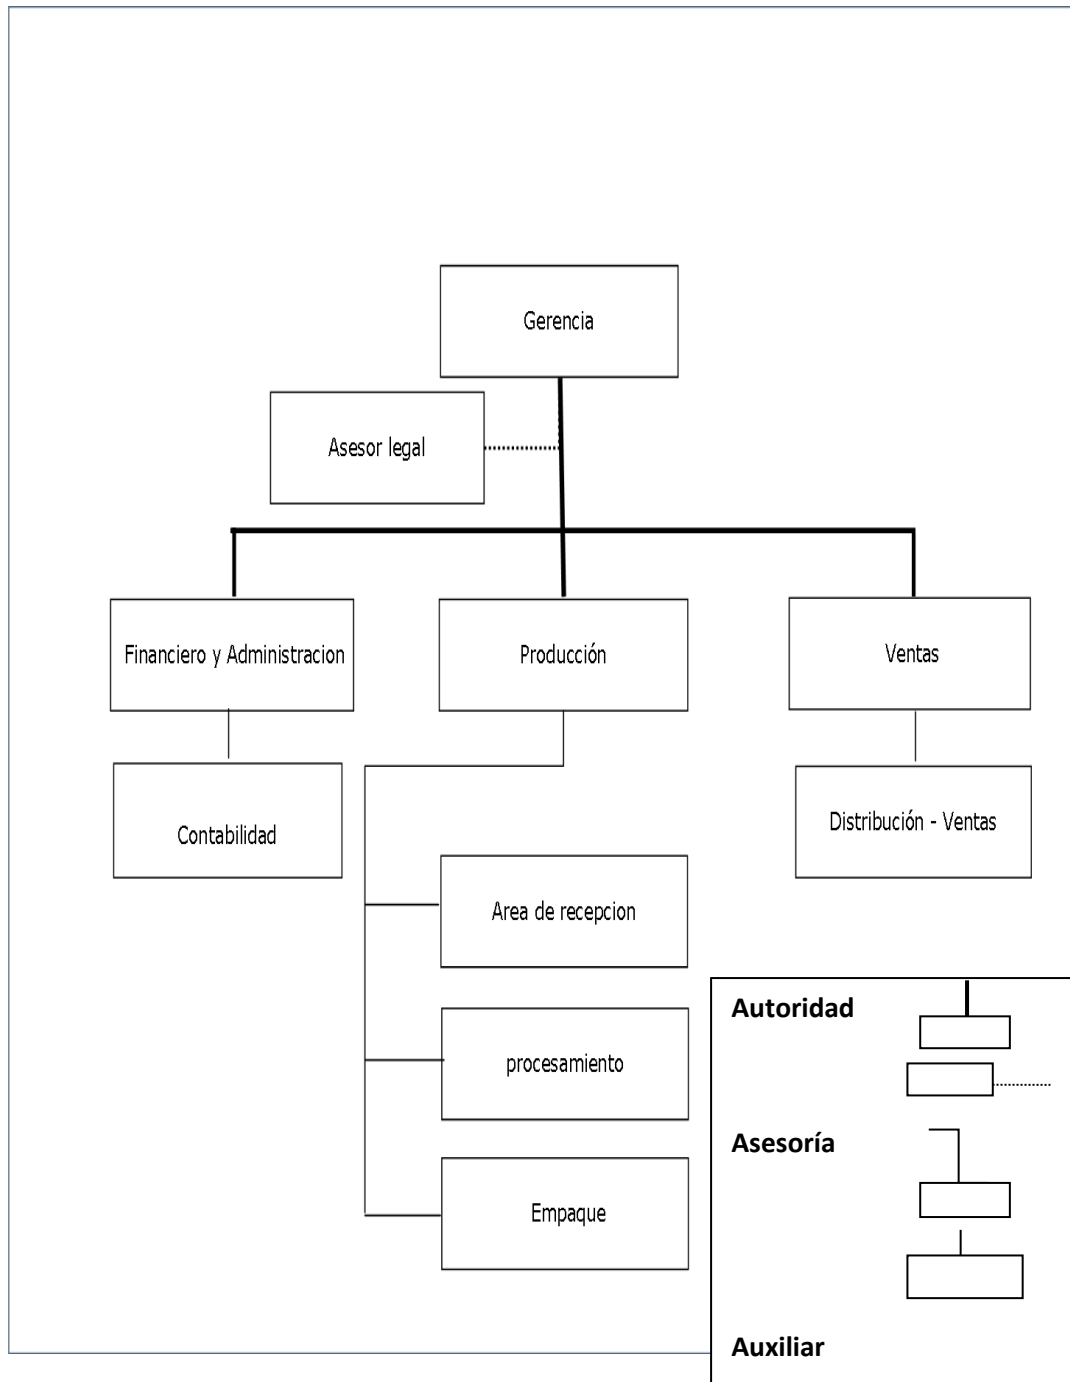 Gerencia
Asesor legal
Financiero y Administracion
Producción
Ventas
Contabilidad
Distribución - Ventas
Area de recepcion
procesamiento
Empaque
Autoridad
Asesoría
Auxiliar